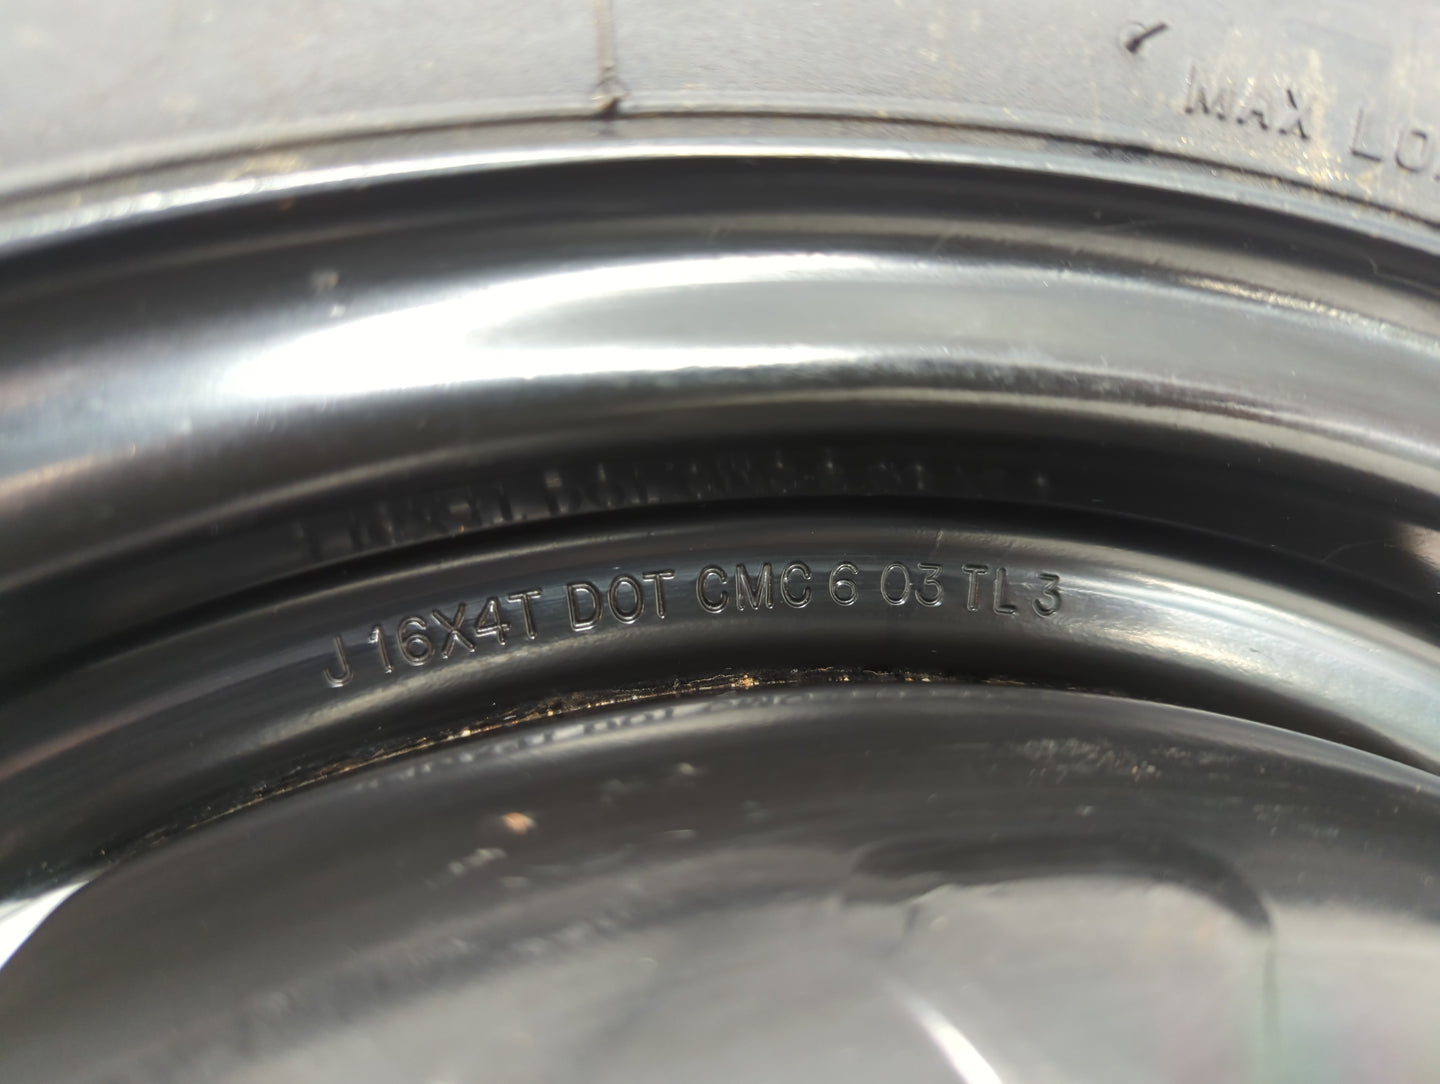 MAX LO
J 16X4T DOT CMC 6 03 TL 3